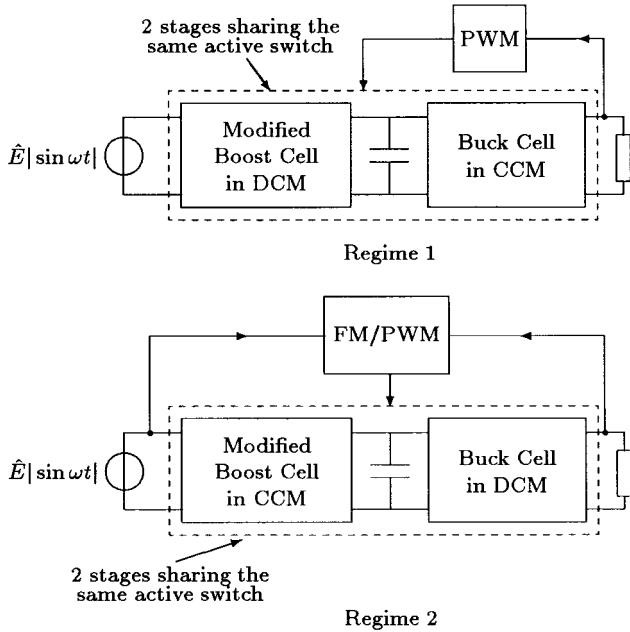 2 stages sharing the
same active switch
PWM
Ê| sin ωt|
Modified
Boost Cell
in DCM
Buck Cell
in CCM
Regime 1
FM/PWM
Ê| sin ωt|
Modified
Boost Cell
in CCM
Buck Cell
in DCM
2 stages sharing the
same active switch
Regime 2